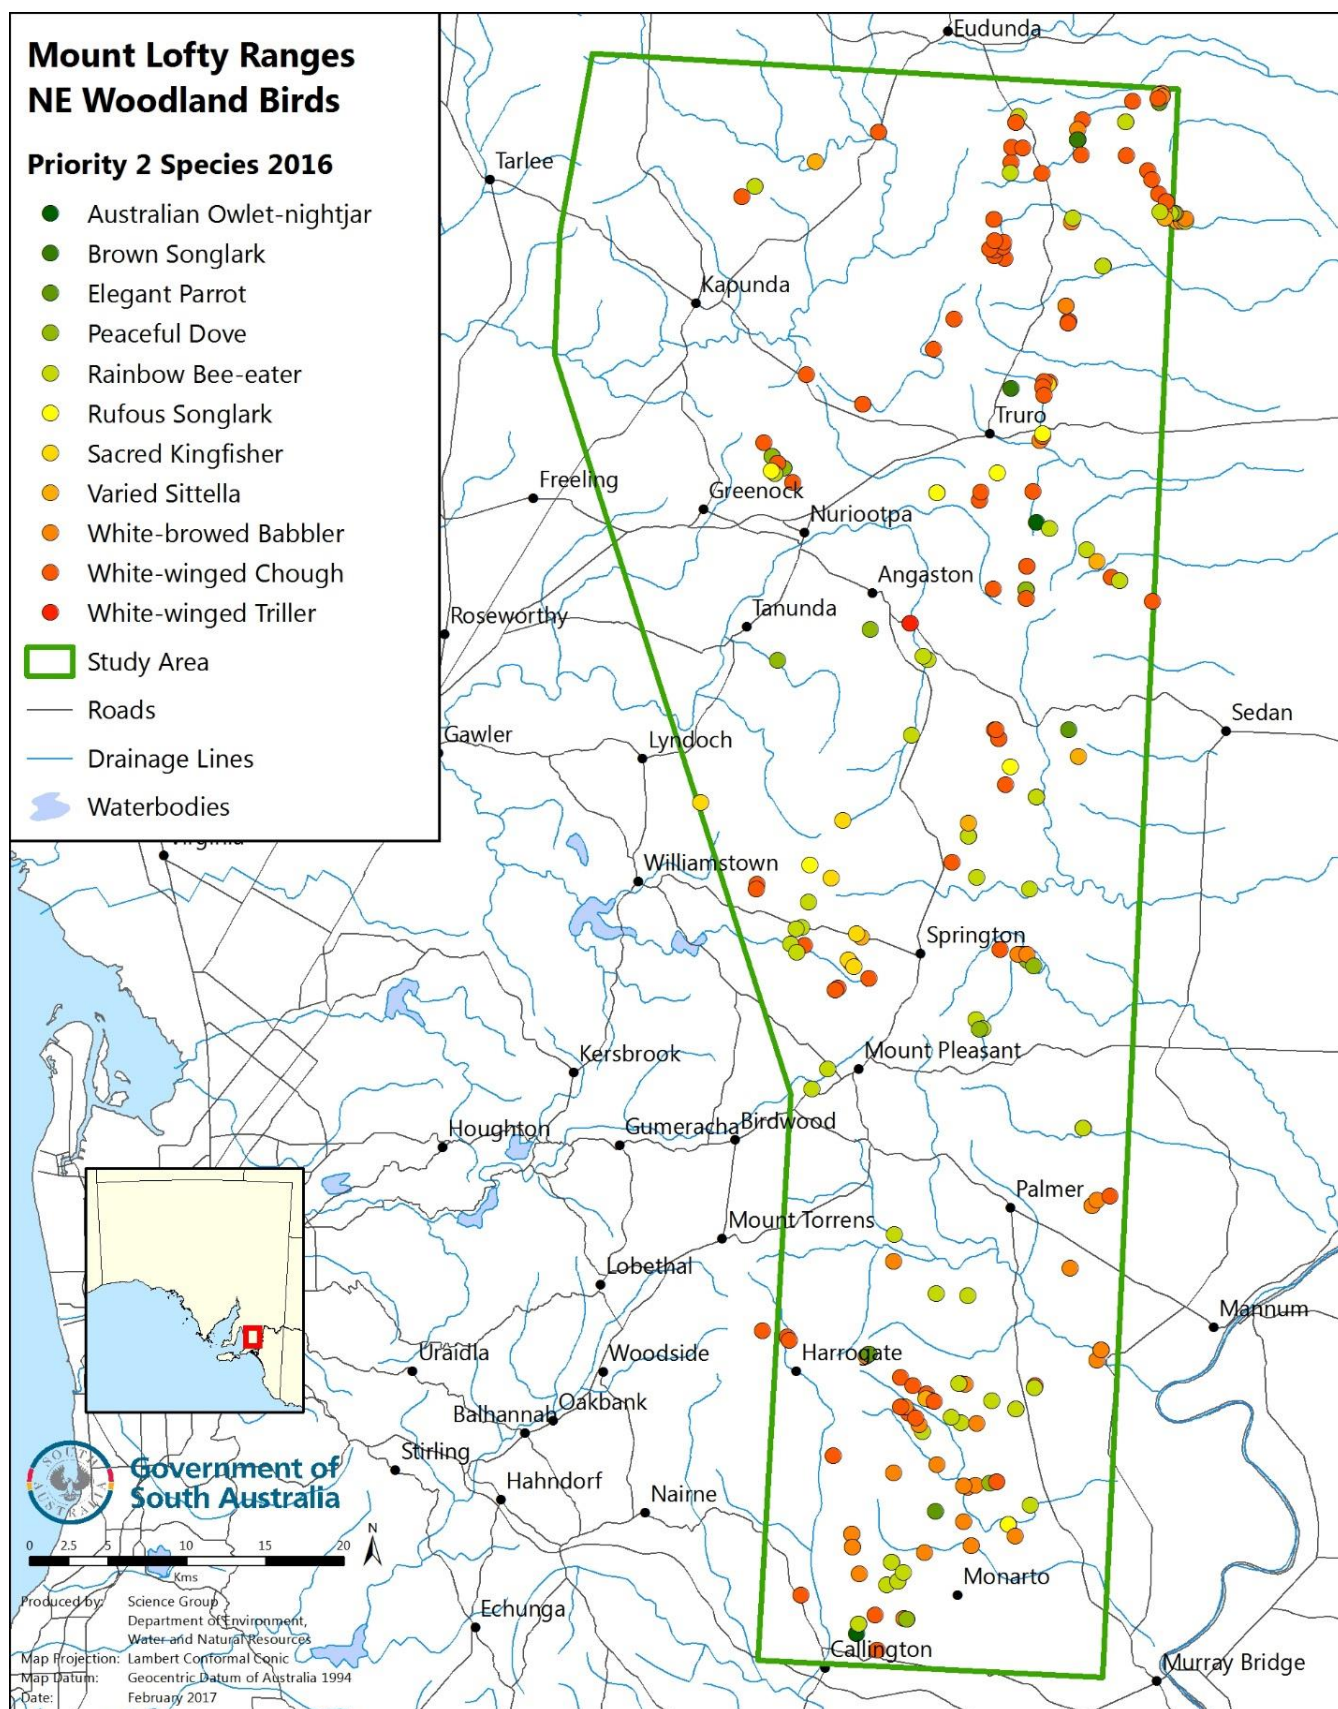 Mount Lofty Ranges
NE Woodland Birds
Priority 2 Species 2016
Australian Owlet-nightjar
Brown Songlark
Elegant Parrot
Peaceful Dove
Rainbow Bee-eater
Rufous Songlark
Sacred Kingfisher
Varied Sittella
White-browed Babbler
White-winged Chough
White-winged Triller
Study Area
Roads
Drainage Lines
Waterbodies
Eudunda
Tarlee
Kapunda
Truro
Freeling
Greenock
Nuriootpa
Angaston
Roseworthy
Tanunda
Sedan
Gawler
Lyndoch
Virginia
Williamstown
Springton
Kersbrook
Mount Pleasant
Houghton
Gumeracha
Birdwood
Palmer
Mount Torrens
Lobethal
Mannum
Uraidla
Woodside
Harrogate
Oakbank
Balhannah
Stirling
Hahndorf
Nairne
Monarto
Echunga
Callington
Murray Bridge
SOUTH AUSTRALIA
Government of
South Australia
N
0 2.5 5 10 15 20
Kms
Produced by: Science Group
Department of Environment,
Water and Natural Resources
Map Projection: Lambert Conformal Conic
Map Datum: Geocentric Datum of Australia 1994
Date: February 2017